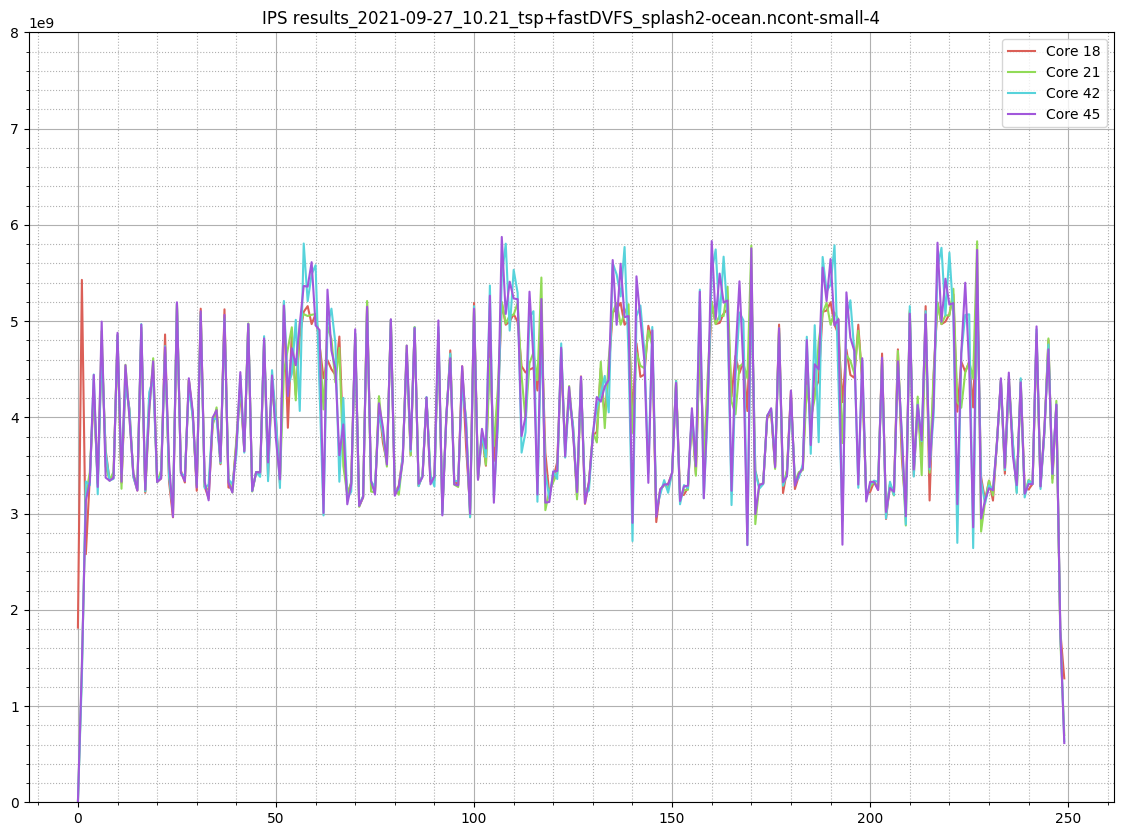 IPS results_2021-09-27_10.21_tsp+fastDVFS_splash2-ocean.ncont-small-4
1e9
8
7
6
5
4
3
2
1
0
0 50 100 150 200 250
Core 18
Core 21
Core 42
Core 45